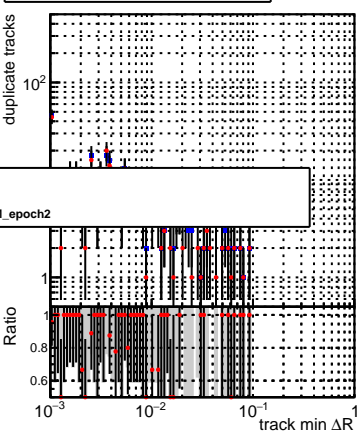 duplicate tracks
10²
l_epoch2
1
Ratio
1
0.8
0.6
10⁻³
10⁻²
10⁻¹
1
track min ΔR